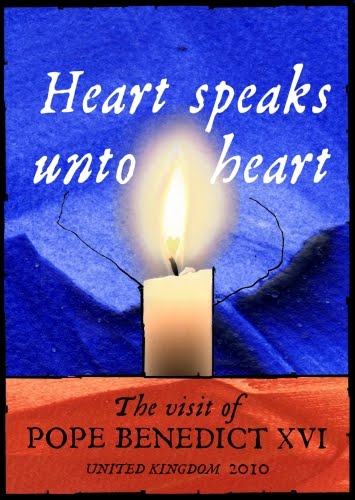 Heart speaks
unto heart
The visit of
POPE BENEDICT XVI
UNITED KINGDOM 2010